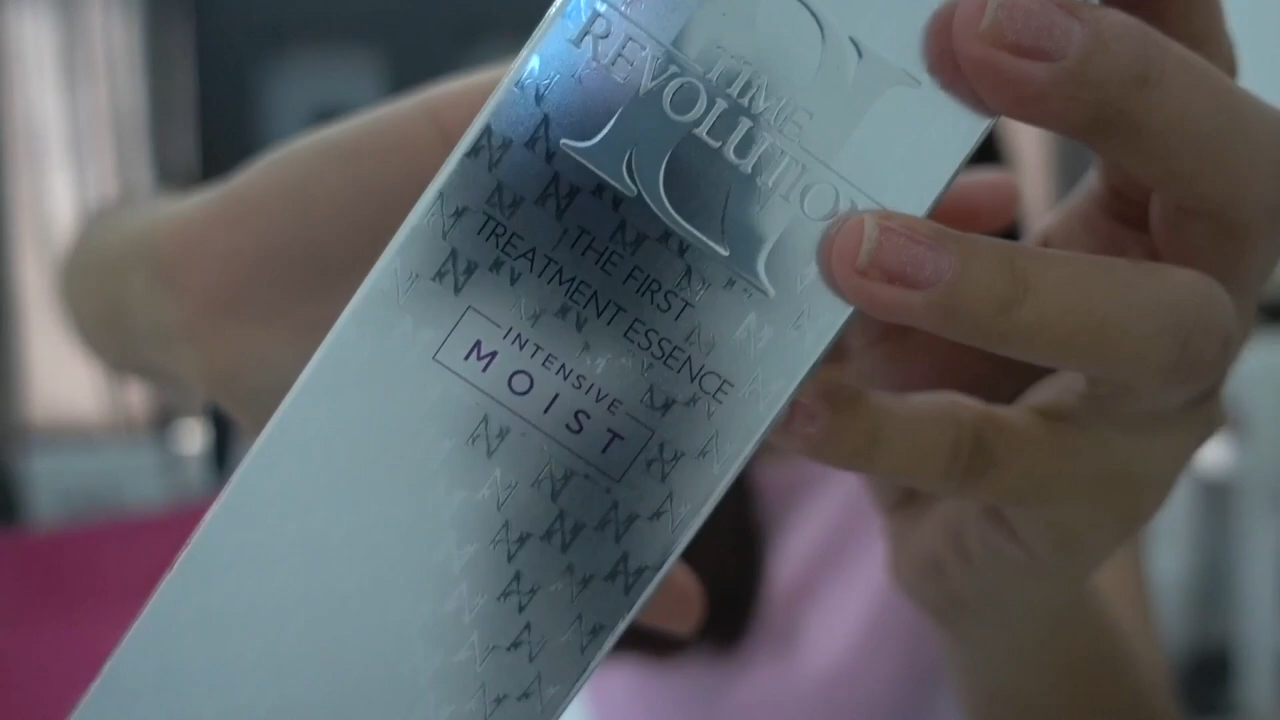 TIME
REVOLUTION
THE FIRST
TREATMENT ESSENCE
INTENSIVE
MOIST